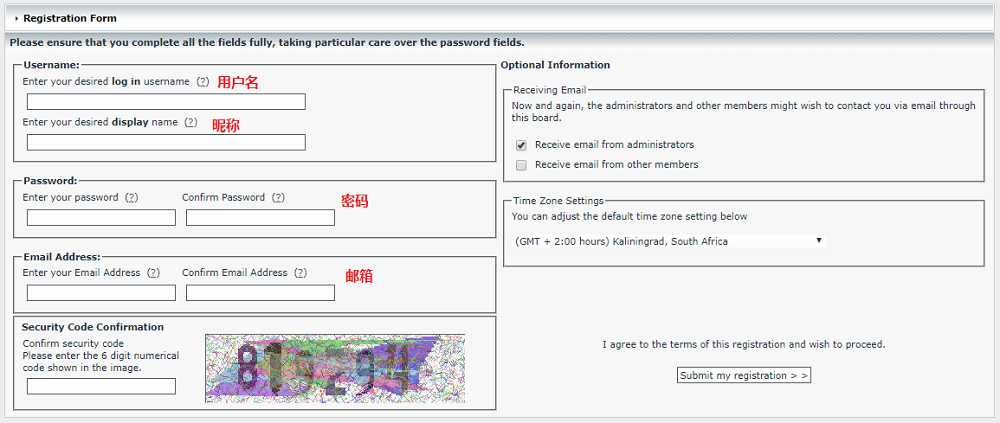 Registration Form
Please ensure that you complete all the fields fully, taking particular care over the password fields.
Username:
Enter your desired log in username (?) 用户名
Enter your desired display name (?) 昵称
Password:
Enter your password (?) Confirm Password (?) 密码
Email Address:
Enter your Email Address (?) Confirm Email Address (?) 邮箱
Security Code Confirmation
Confirm security code
Please enter the 6 digit numerical
code shown in the image.
Optional Information
Receiving Email
Now and again, the administrators and other members might wish to contact you via email through
this board.
Receive email from administrators
Receive email from other members
Time Zone Settings
You can adjust the default time zone setting below
(GMT + 2:00 hours) Kaliningrad, South Africa
I agree to the terms of this registration and wish to proceed.
Submit my registration > >